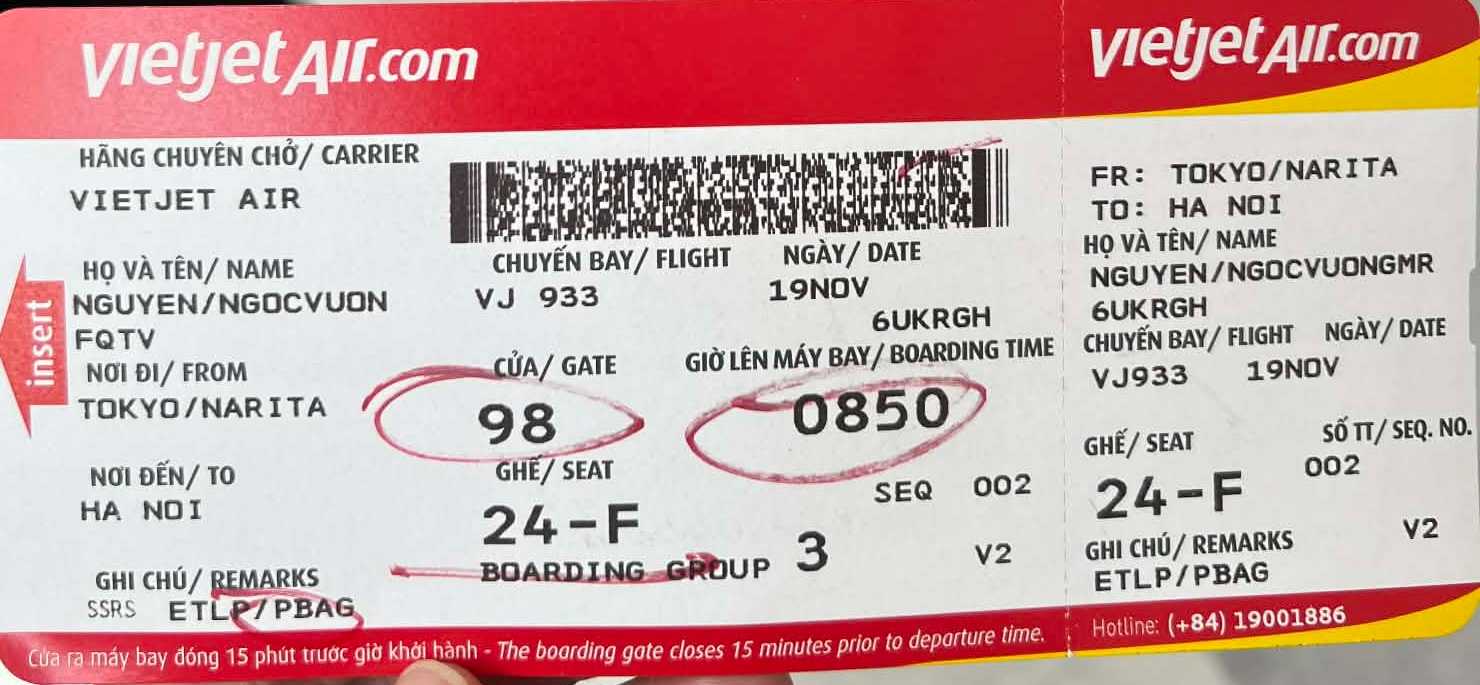 vietjetAir.com
HÃNG CHUYÊN CHỞ/ CARRIER
VIETJET AIR
HỌ VÀ TÊN/ NAME
NGUYEN/NGOCVUON
FQTV
CHUYẾN BAY/ FLIGHT NGÀY/ DATE
VJ 933 19NOV
6UKRGH
NƠI ĐI/ FROM
TOKYO/NARITA
CỬA/ GATE GIỜ LÊN MÁY BAY/ BOARDING TIME
98 0850
NƠI ĐẾN/ TO
HA NOI
GHẾ/ SEAT
24-F
SEQ 002
BOARDING GROUP 3 V2
GHI CHÚ/ REMARKS
SSRS ETLP/PBAG
insert
Cửa ra máy bay đóng 15 phút trước giờ khởi hành - The boarding gate closes 15 minutes prior to departure time.
vietjetAir.com
FR: TOKYO/NARITA
TO: HA NOI
HỌ VÀ TÊN/ NAME
NGUYEN/NGOCVUONGMR
6UKRGH
CHUYẾN BAY/ FLIGHT NGÀY/ DATE
VJ933 19NOV
GHẾ/ SEAT SỐ TT/ SEQ. NO.
24-F 002
V2
GHI CHÚ/ REMARKS
ETLP/PBAG
Hotline: (+84) 19001886